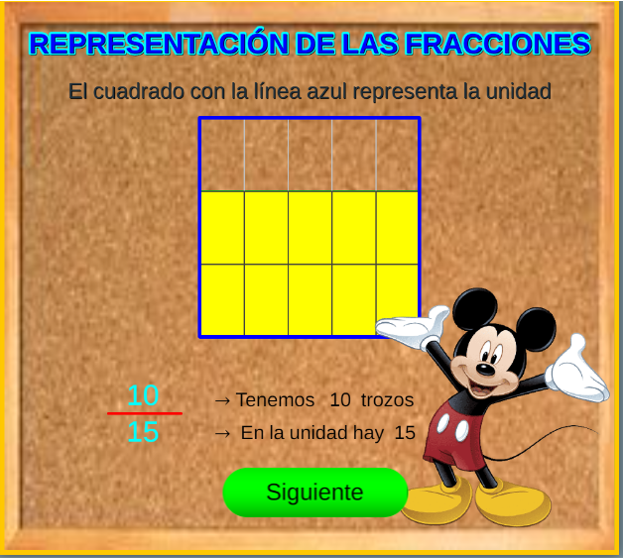 REPRESENTACIÓN DE LAS FRACCIONES
El cuadrado con la línea azul representa la unidad
10
→ Tenemos 10 trozos
15
→ En la unidad hay 15
Siguiente